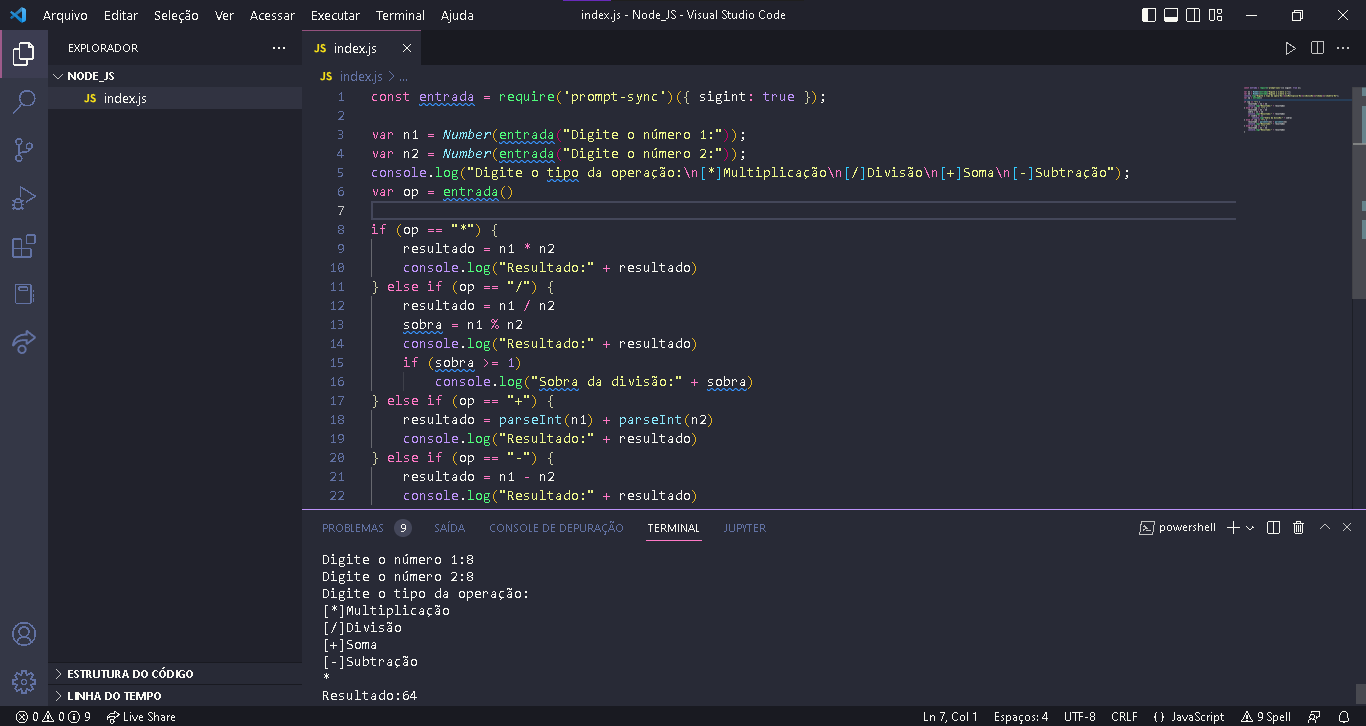 Arquivo Editar Seleção Ver Acessar Executar Terminal Ajuda index.js - Node_JS - Visual Studio Code
EXPLORADOR ···
NODE_JS
JS index.js
JS index.js
JS index.js > ...
1 const entrada = require('prompt-sync')({ sigint: true });
2
3 var n1 = Number(entrada("Digite o número 1:"));
4 var n2 = Number(entrada("Digite o número 2:"));
5 console.log("Digite o tipo da operação:\n[*]Multiplicação\n[/]Divisão\n[+]Soma\n[-]Subtração");
6 var op = entrada()
7
8 if (op == "*") {
9 resultado = n1 * n2
10 console.log("Resultado:" + resultado)
11 } else if (op == "/") {
12 resultado = n1 / n2
13 sobra = n1 % n2
14 console.log("Resultado:" + resultado)
15 if (sobra >= 1)
16 console.log("Sobra da divisão:" + sobra)
17 } else if (op == "+") {
18 resultado = parseInt(n1) + parseInt(n2)
19 console.log("Resultado:" + resultado)
20 } else if (op == "-") {
21 resultado = n1 - n2
22 console.log("Resultado:" + resultado)
PROBLEMAS 9 SAÍDA CONSOLE DE DEPURAÇÃO TERMINAL JUPYTER powershell
Digite o número 1:8
Digite o número 2:8
Digite o tipo da operação:
[*]Multiplicação
[/]Divisão
[+]Soma
[-]Subtração
*
Resultado:64
ESTRUTURA DO CÓDIGO
LINHA DO TEMPO
0 0 9 Live Share Ln 7, Col 1 Espaços: 4 UTF-8 CRLF {} JavaScript 9 Spell